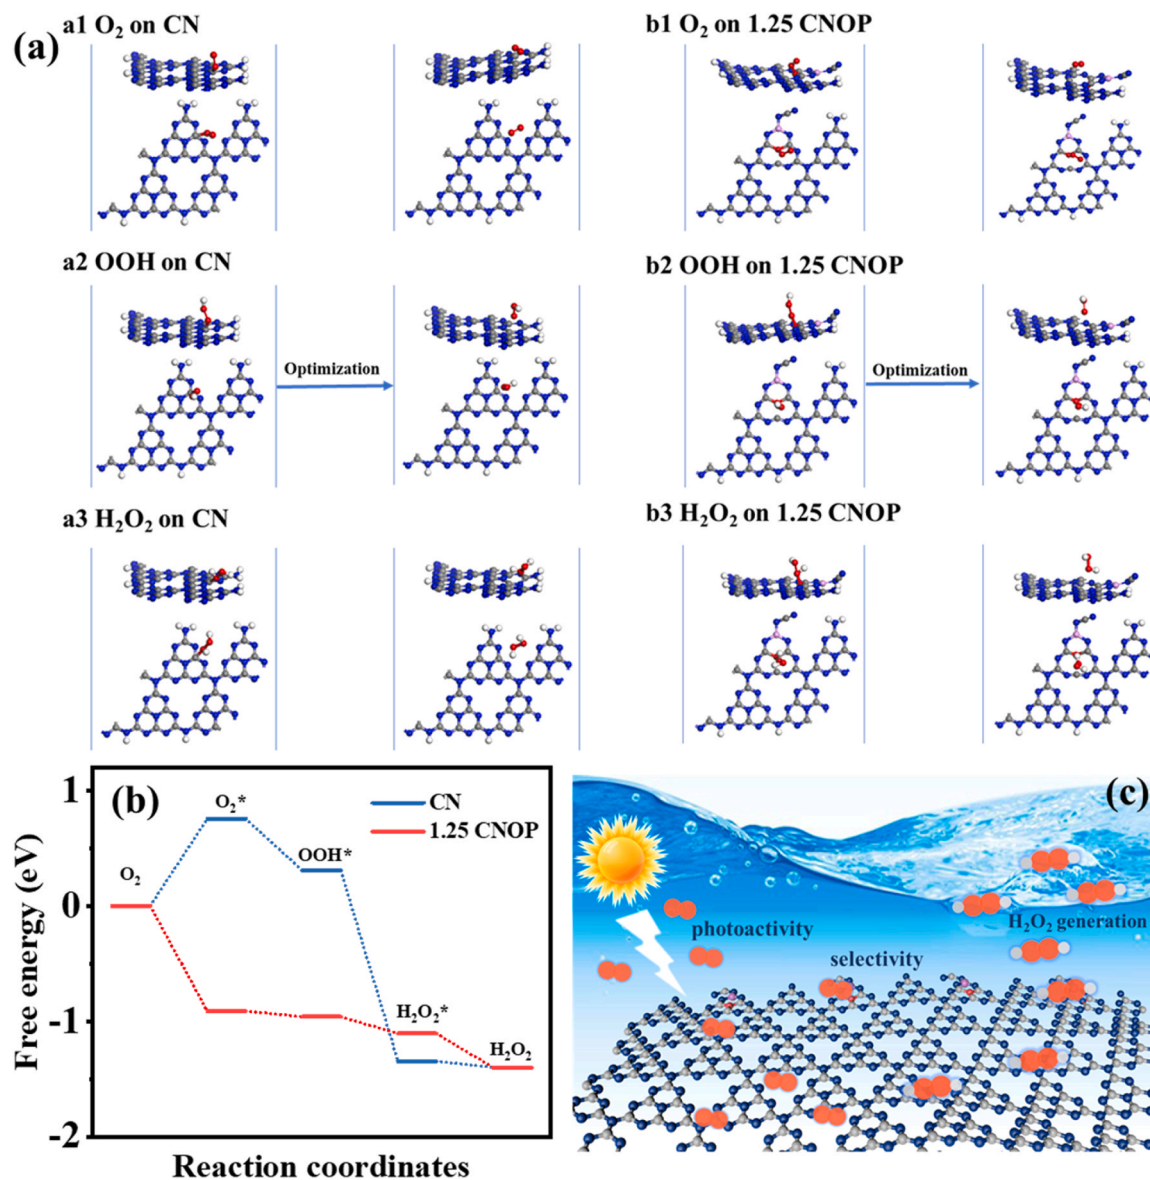 (a)
a1 O₂ on CN
b1 O₂ on 1.25 CNOP
a2 OOH on CN
b2 OOH on 1.25 CNOP
Optimization
Optimization
a3 H₂O₂ on CN
b3 H₂O₂ on 1.25 CNOP
(b)
CN
1.25 CNOP
Free energy (eV)
1
0
-1
-2
O₂
O₂*
OOH*
H₂O₂*
H₂O₂
Reaction coordinates
(c)
photoactivity
selectivity
H₂O₂ generation